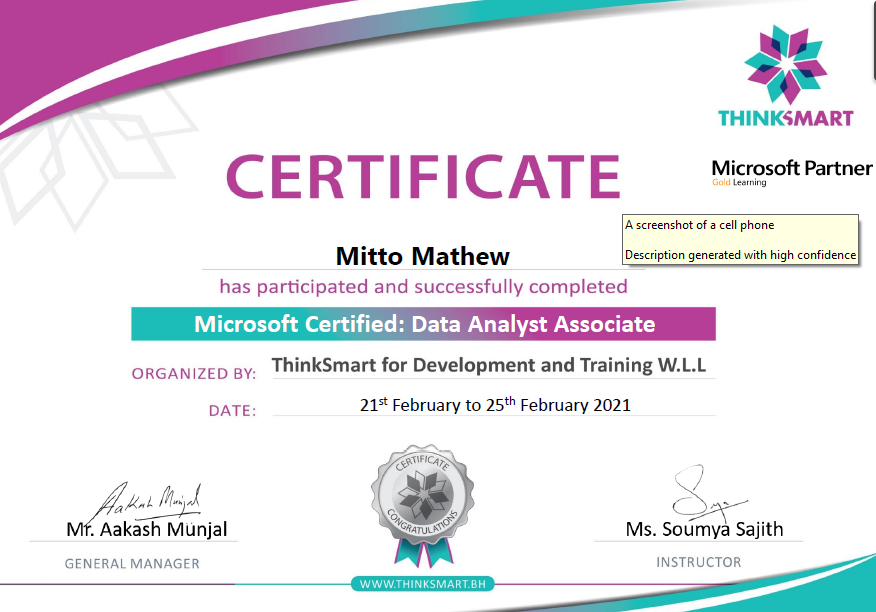 THINKSMART
CERTIFICATE
Microsoft Partner
Gold Learning
A screenshot of a cell phone
Description generated with high confidence
Mitto Mathew
has participated and successfully completed
Microsoft Certified: Data Analyst Associate
ORGANIZED BY: ThinkSmart for Development and Training W.L.L
DATE: 21st February to 25th February 2021
CERTIFICATE
CONGRATULATIONS
Aakash Munjal
Mr. Aakash Munjal
Ms. Soumya Sajith
GENERAL MANAGER
INSTRUCTOR
WWW.THINKSMART.BH